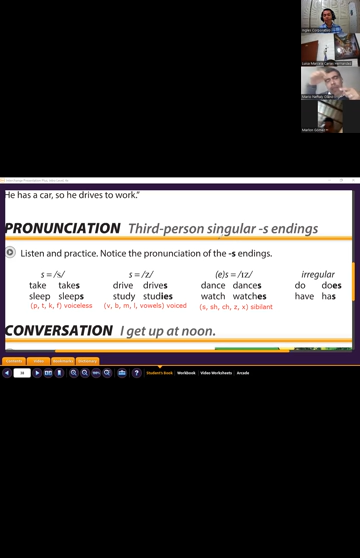 He has a car, so he drives to work."
PRONUNCIATION Third-person singular -s endings
Listen and practice. Notice the pronunciation of the -s endings.
s = /s/ s = /z/ (e)s = /ɪz/ irregular
take takes drive drives dance dances do does
sleep sleeps study studies watch watches have has
(p, t, k, f) voiceless (v, b, m, l, vowels) voiced (s, sh, ch, z, x) sibilant
CONVERSATION I get up at noon.
Student's Book Workbook Video Worksheets Arcade